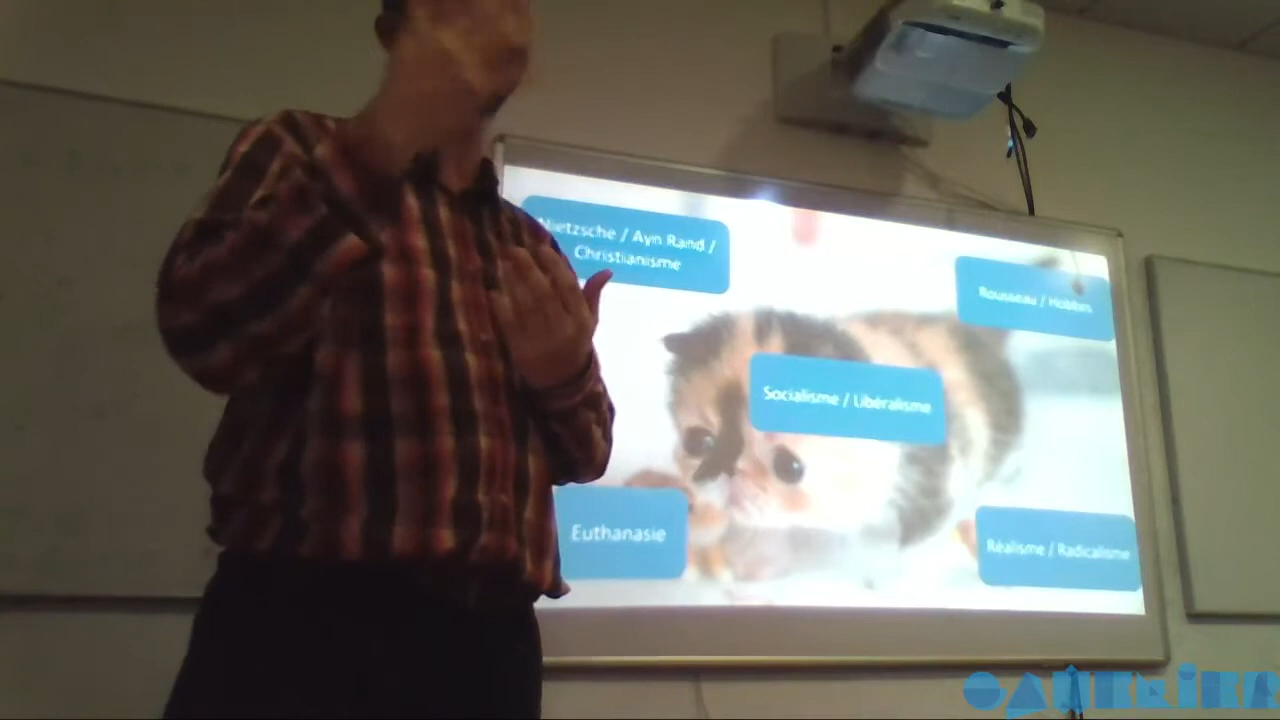 Nietzsche / Ayn Rand /
Christianisme
Rousseau / Hobbes
Socialisme / Libéralisme
Euthanasie
Réalisme / Radicalisme